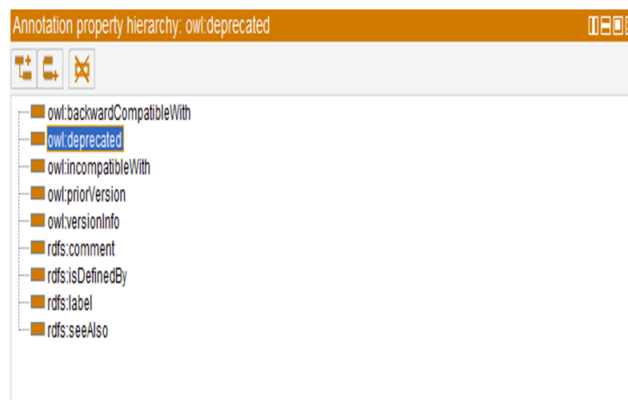 Annotation property hierarchy: owl:deprecated
owl:backwardCompatibleWith
owl:deprecated
owl:incompatibleWith
owl:priorVersion
owl:versionInfo
rdfs:comment
rdfs:isDefinedBy
rdfs:label
rdfs:seeAlso